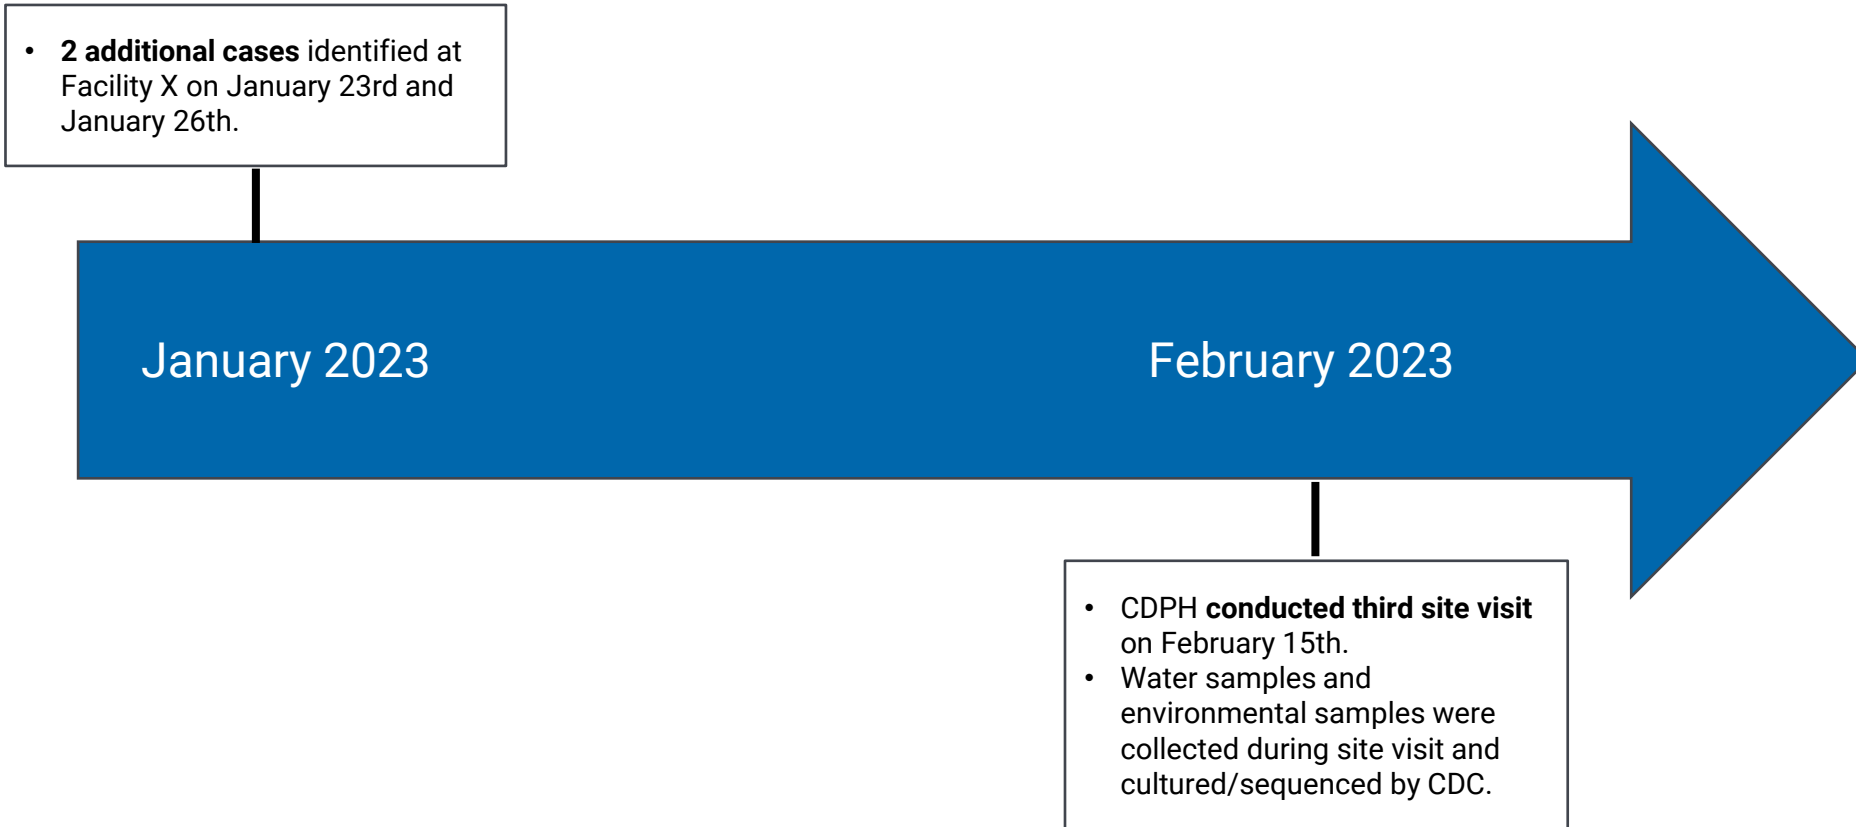 • 2 additional cases identified at
Facility X on January 23rd and
January 26th.
January 2023
February 2023
• CDPH conducted third site visit
on February 15th.
• Water samples and
environmental samples were
collected during site visit and
cultured/sequenced by CDC.